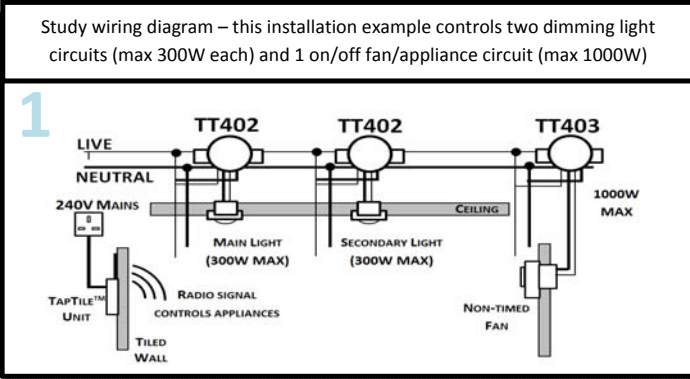 Study wiring diagram – this installation example controls two dimming light
circuits (max 300W each) and 1 on/off fan/appliance circuit (max 1000W)
1
TT402
TT402
TT403
LIVE
NEUTRAL
240V MAINS
CEILING
1000W
MAX
MAIN LIGHT
(300W MAX)
SECONDARY LIGHT
(300W MAX)
TAPTILE™
UNIT
RADIO SIGNAL
CONTROLS APPLIANCES
NON-TIMED
FAN
TILED
WALL